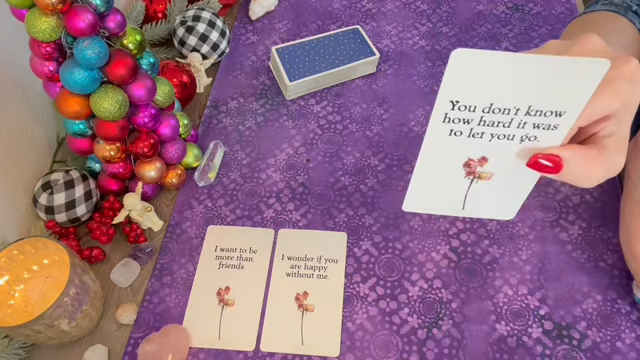 You don't know
how hard it was
to let you go.
I want to be
more than
friends.
I wonder if you
are happy
without me.